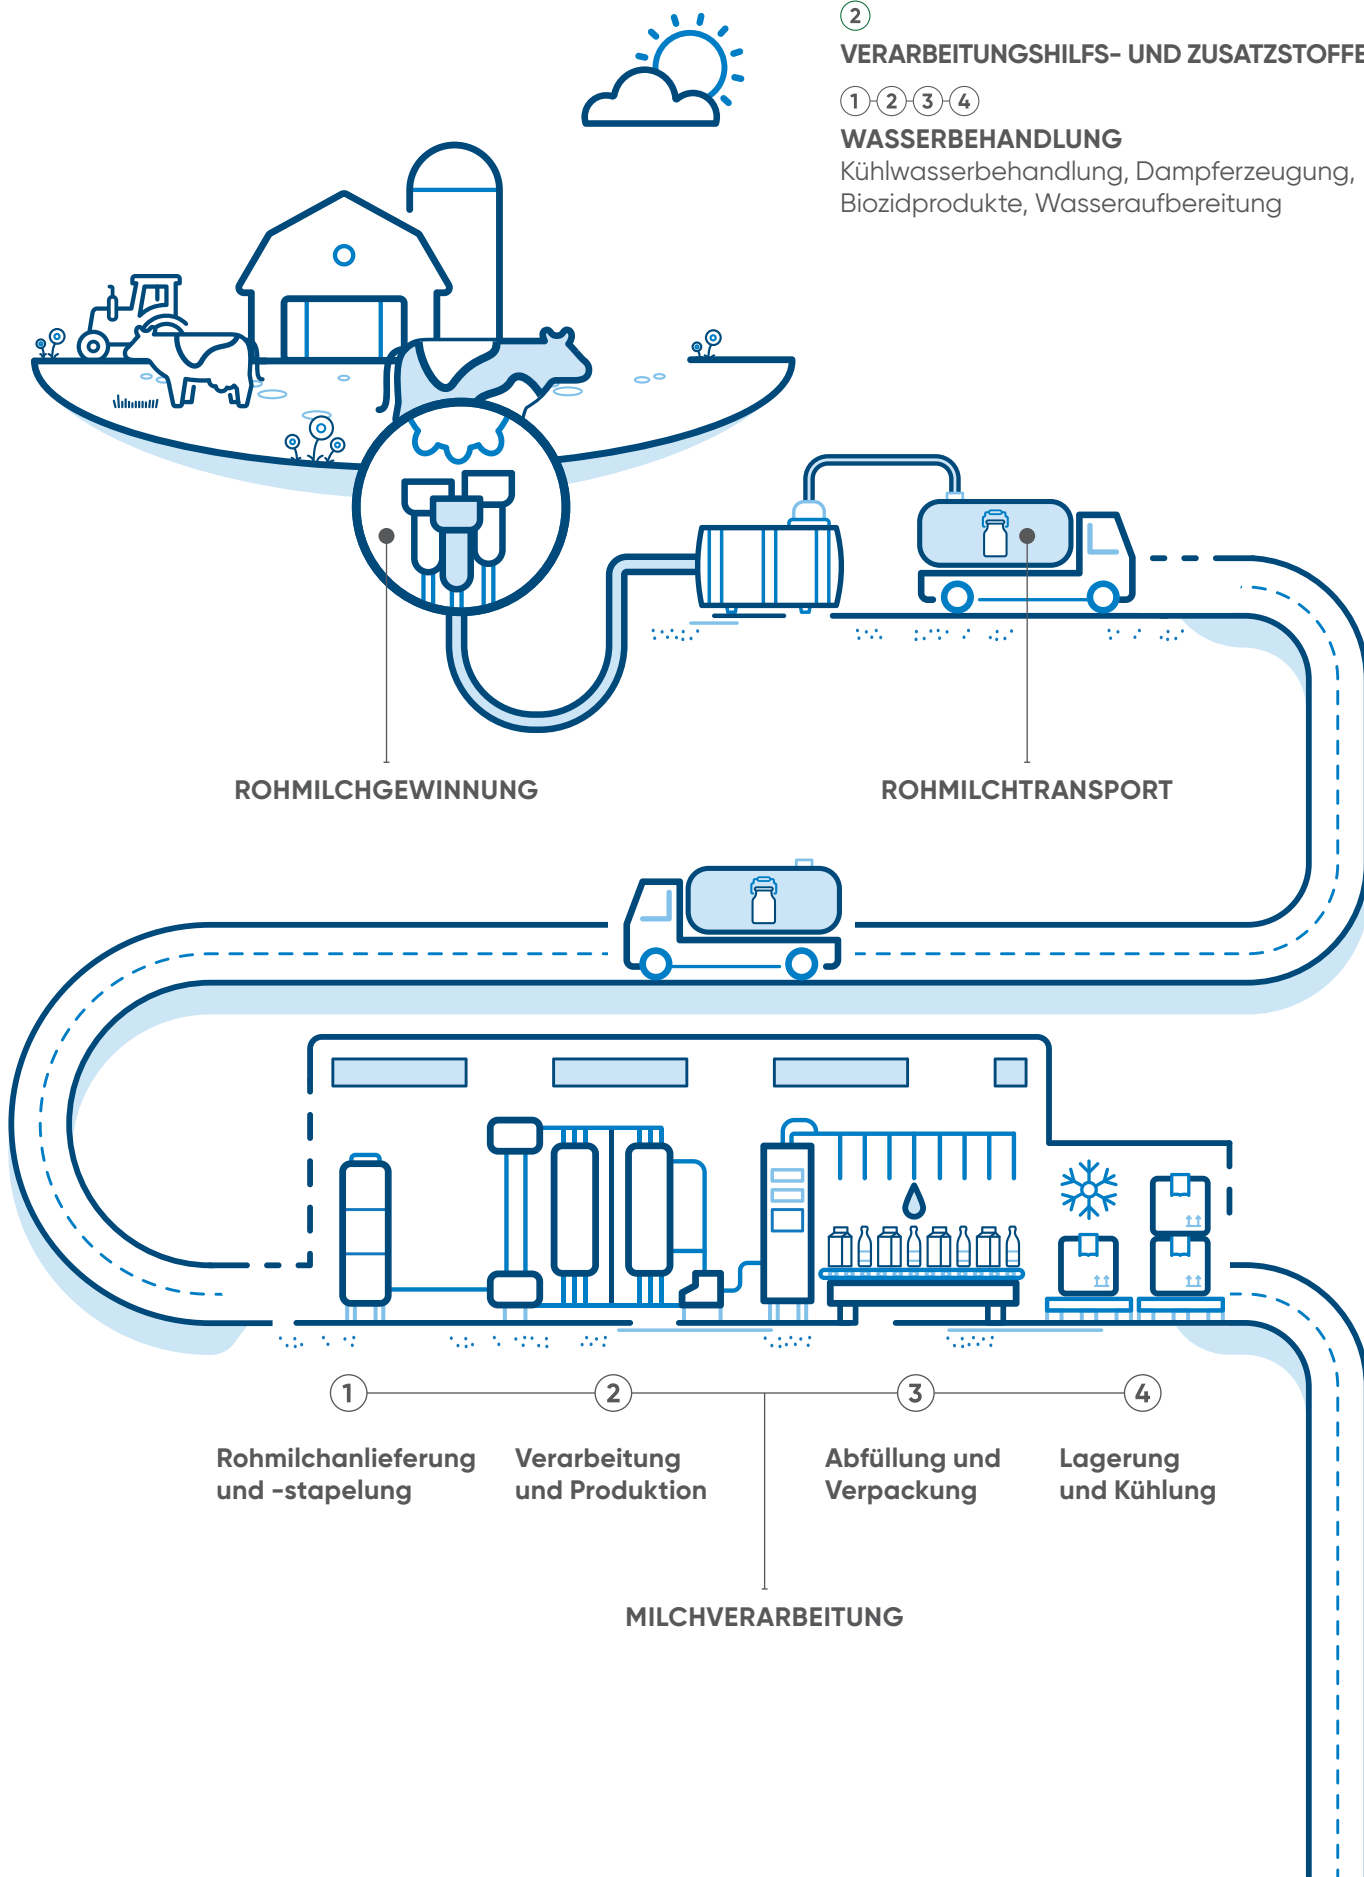 2
VERARBEITUNGSHILFS- UND ZUSATZSTOFFE
1 2 3 4
WASSERBEHANDLUNG
Kühlwasserbehandlung, Dampferzeugung,
Biozidprodukte, Wasseraufbereitung
ROHMILCHGEWINNUNG
ROHMILCHTRANSPORT
1
2
3
4
Rohmilchanlieferung
und -stapelung
Verarbeitung
und Produktion
Abfüllung und
Verpackung
Lagerung
und Kühlung
MILCHVERARBEITUNG